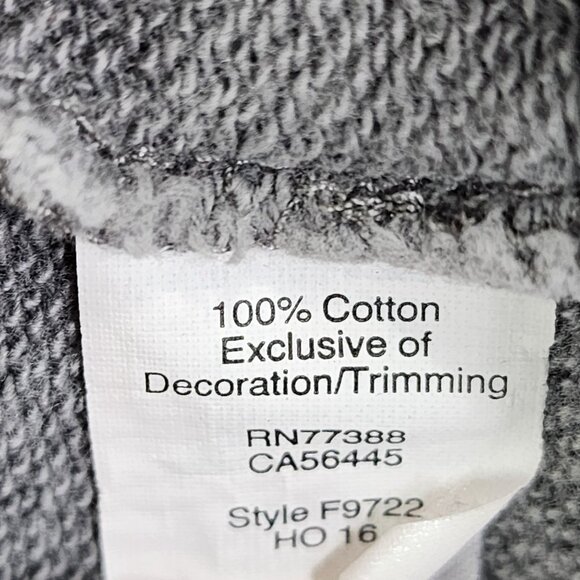 100% Cotton
Exclusive of
Decoration/Trimming
RN77388
CA56445
Style F9722
HO 16